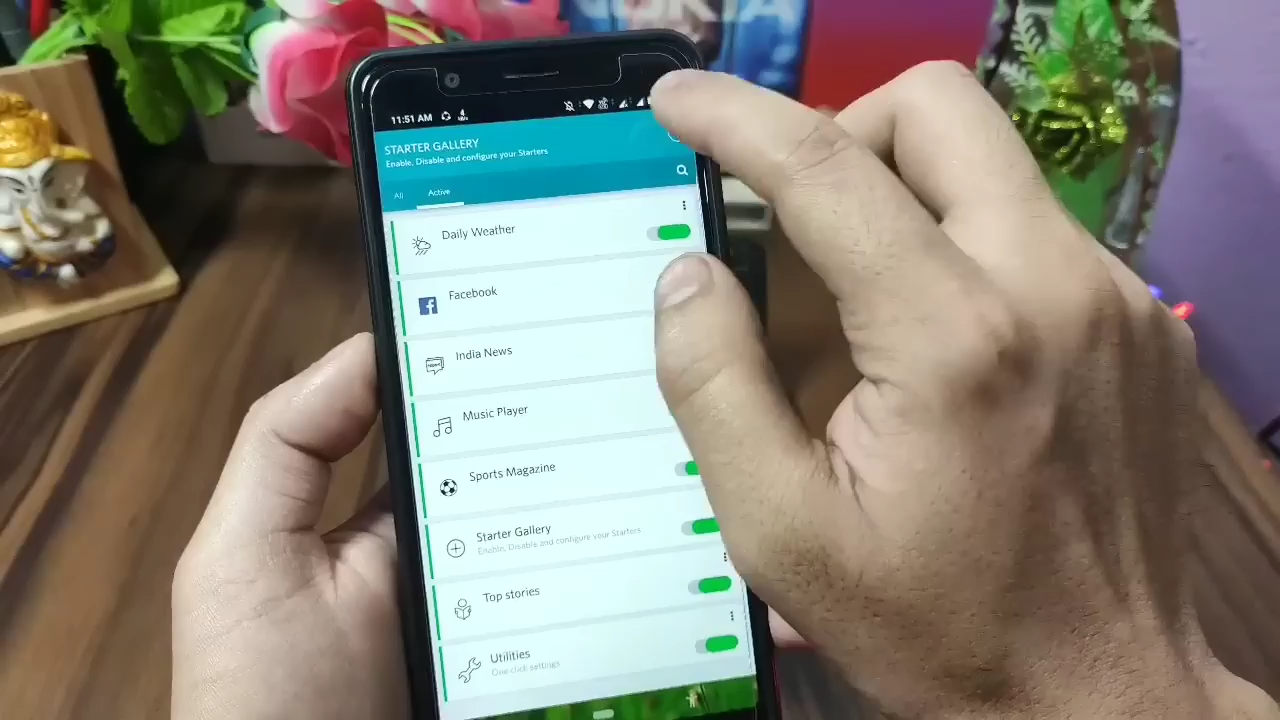 11:51 AM
STARTER GALLERY
Enable, Disable and configure your Starters
All
Active
Daily Weather
Facebook
India News
Music Player
Sports Magazine
Starter Gallery
Enable, Disable and configure your Starters
Top stories
Utilities
One click settings